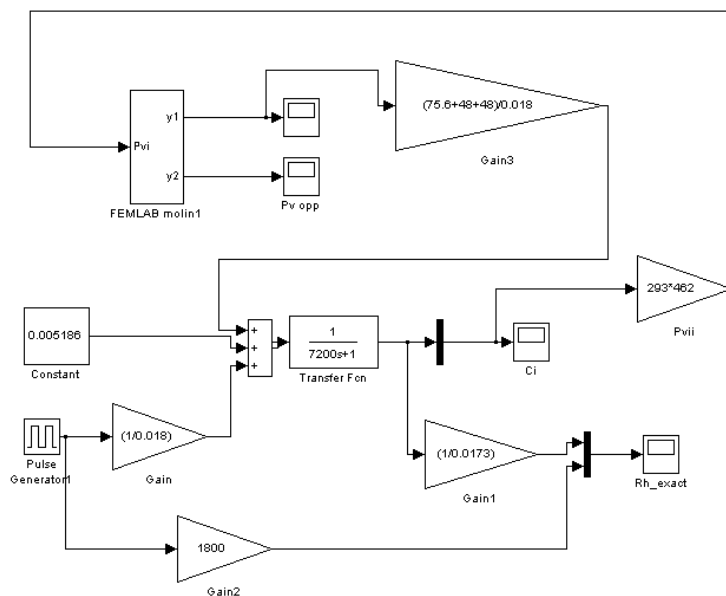 (75.6+48+48)/0.018
Gain3
Pvi
y1
y2
FEMLAB molin1
Pv opp
293*462
Pvii
0.005186
Constant
+
+
+
1
7200s+1
Transfer Fcn
Ci
Pulse
Generator1
(1/0.018)
Gain
(1/0.0173)
Gain1
Rh_exact
1800
Gain2